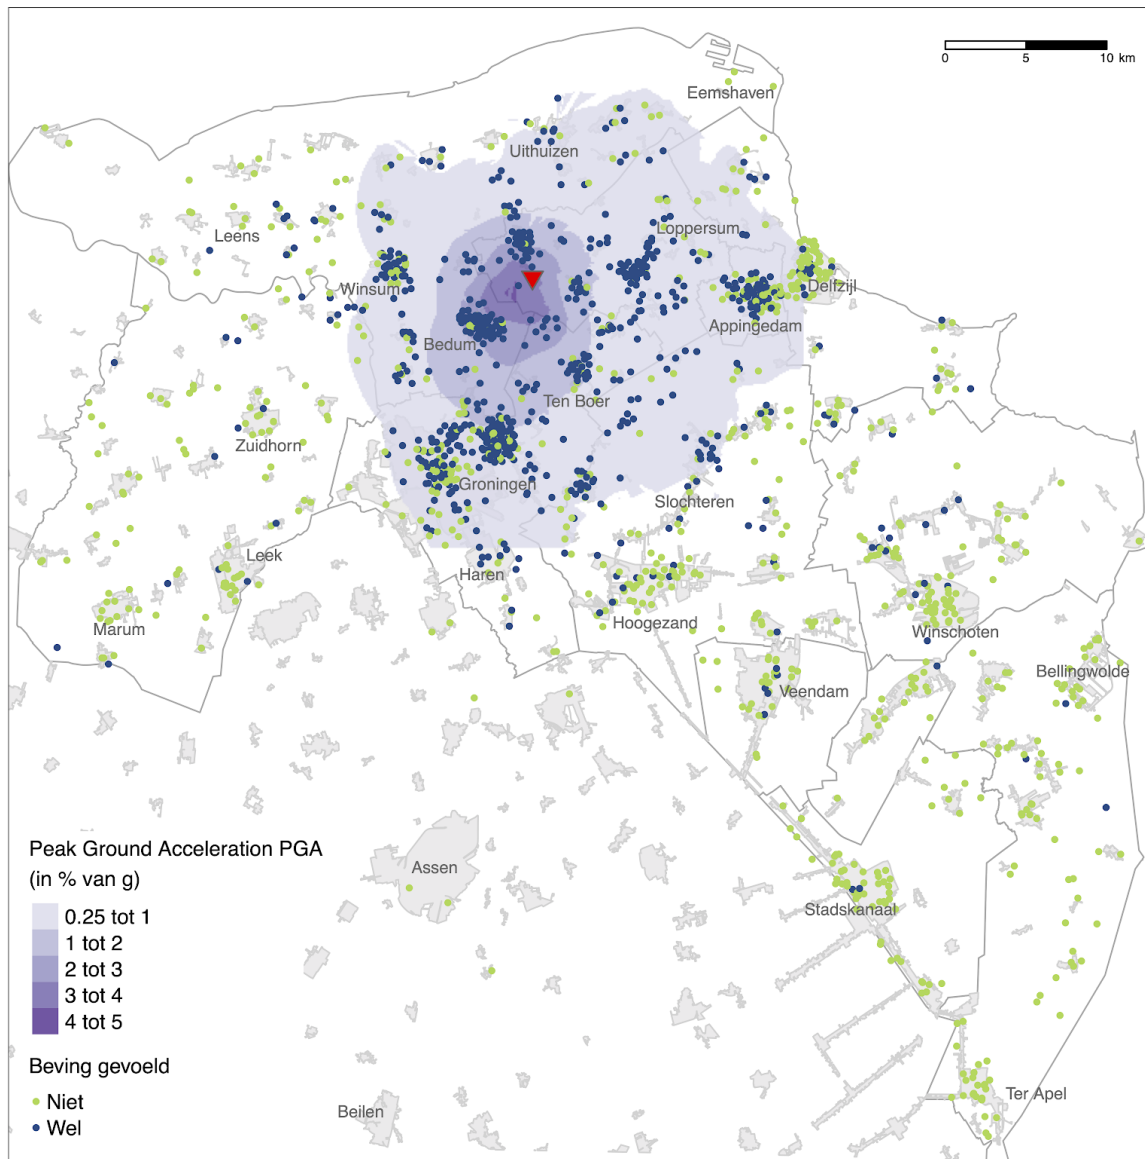 0 5 10 km
Eemshaven
Uithuizen
Loppersum
Leens
Winsum
Delfzijl
Appingedam
Bedum
Ten Boer
Zuidhorn
Groningen
Slochteren
Leek
Haren
Marum
Hoogezand
Winschoten
Bellingwolde
Veendam
Assen
Stadskanaal
Beilen
Ter Apel
Peak Ground Acceleration PGA
(in % van g)
0.25 tot 1
1 tot 2
2 tot 3
3 tot 4
4 tot 5
Beving gevoeld
Niet
Wel